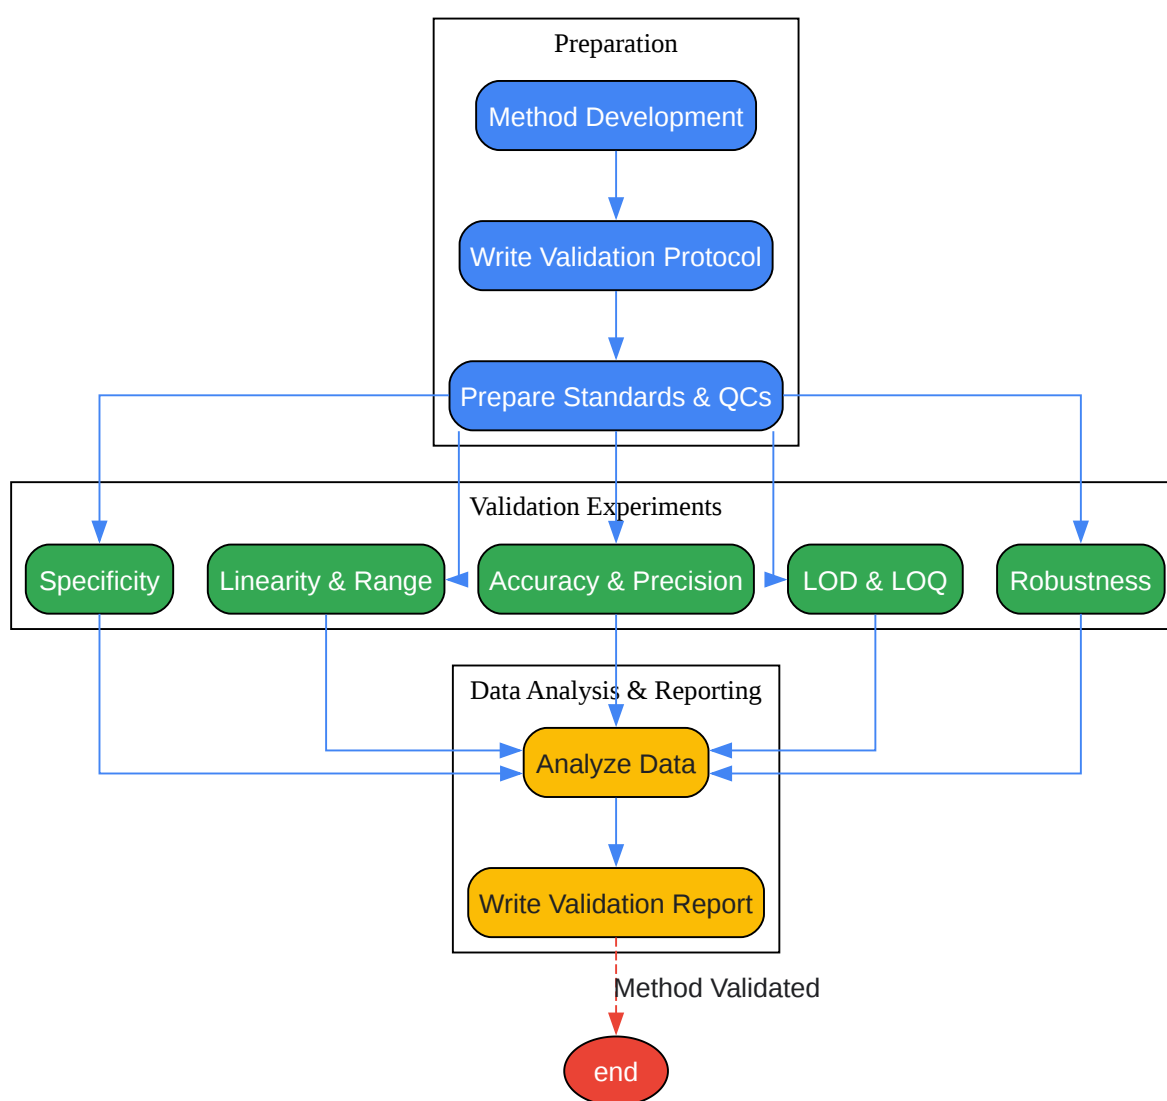 Preparation
Method Development
Write Validation Protocol
Prepare Standards & QCs
Validation Experiments
Specificity
Linearity & Range
Accuracy & Precision
LOD & LOQ
Robustness
Data Analysis & Reporting
Analyze Data
Write Validation Report
Method Validated
end